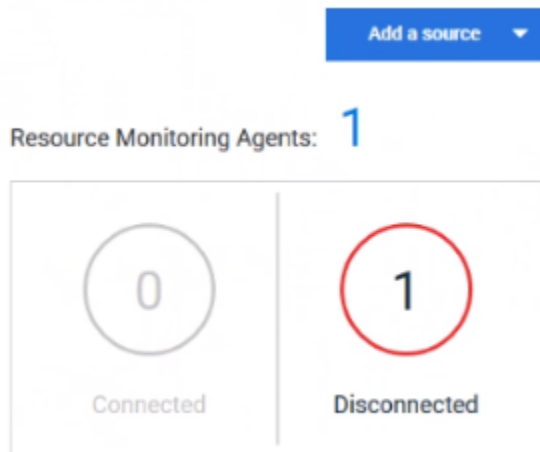 Add a source
Resource Monitoring Agents: 1
0 1
Connected Disconnected